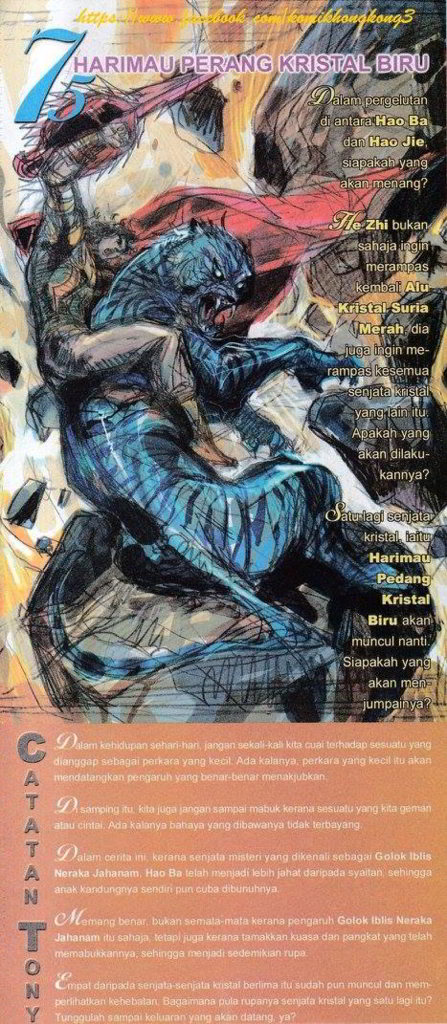 https://www.facebook.com/komikhongkong3
75
HARIMAU PERANG KRISTAL BIRU
Dalam pergelutan
di antara Hao Ba
dan Hao Jie,
siapakah yang
akan menang?
He Zhi bukan
sahaja ingin
merampas
kembali Alu
Kristal Suria
Merah, dia
juga ingin me-
rampas kesemua
senjata kristal
yang lain itu.
Apakah yang
akan dilaku-
kannya?
Satu lagi senjata
kristal, iaitu
Harimau
Pedang
Kristal
Biru akan
muncul nanti.
Siapakah yang
akan men-
jumpainya?
CATATAN TONY
Dalam kehidupan sehari-hari, jangan sekali-kali kita cuai terhadap sesuatu yang
dianggap sebagai perkara yang kecil. Ada kalanya, perkara yang kecil itu akan
mendatangkan pengaruh yang benar-benar menakjubkan.
Di samping itu, kita juga jangan sampai mabuk kerana sesuatu yang kita gemari
atau cintai. Ada kalanya bahaya yang dibawanya tidak terbayang.
Dalam cerita ini, kerana senjata misteri yang dikenali sebagai Golok Iblis
Neraka Jahanam, Hao Ba telah menjadi lebih jahat daripada syaitan, sehingga
anak kandungnya sendiri pun cuba dibunuhnya.
Memang benar, bukan semata-mata kerana pengaruh Golok Iblis Neraka
Jahanam itu sahaja, tetapi juga kerana tamakkan kuasa dan pangkat yang telah
memabukkannya, sehingga menjadi sedemikian rupa.
Empat daripada senjata-senjata kristal berlima itu sudah pun muncul dan mem-
perlihatkan kehebatan. Bagaimana pula rupanya senjata kristal yang satu lagi itu?
Tunggulah sampai keluaran yang akan datang, ya?